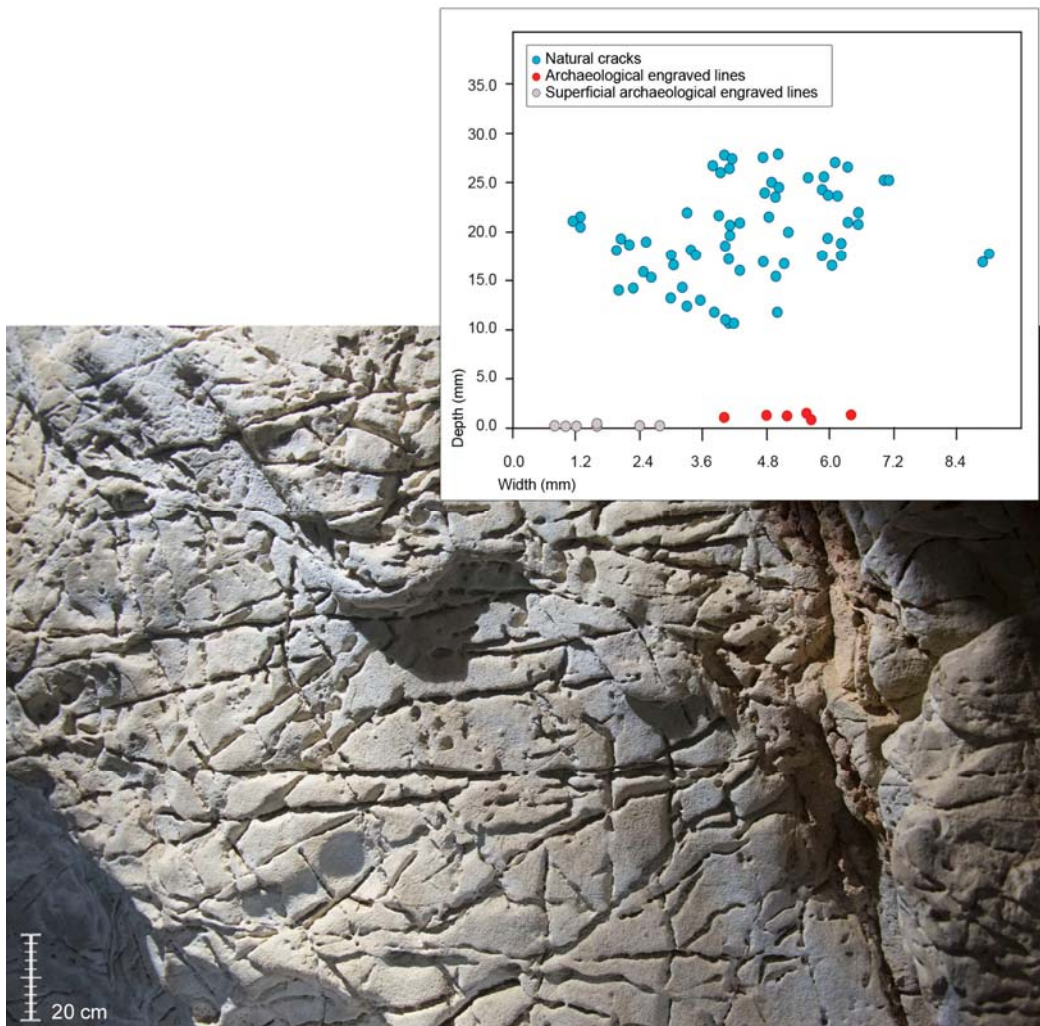 Natural cracks
Archaeological engraved lines
Superficial archaeological engraved lines
35.0
30.0
25.0
20.0
15.0
10.0
5.0
0.0
Depth (mm)
0.0 1.2 2.4 3.6 4.8 6.0 7.2 8.4
Width (mm)
20 cm